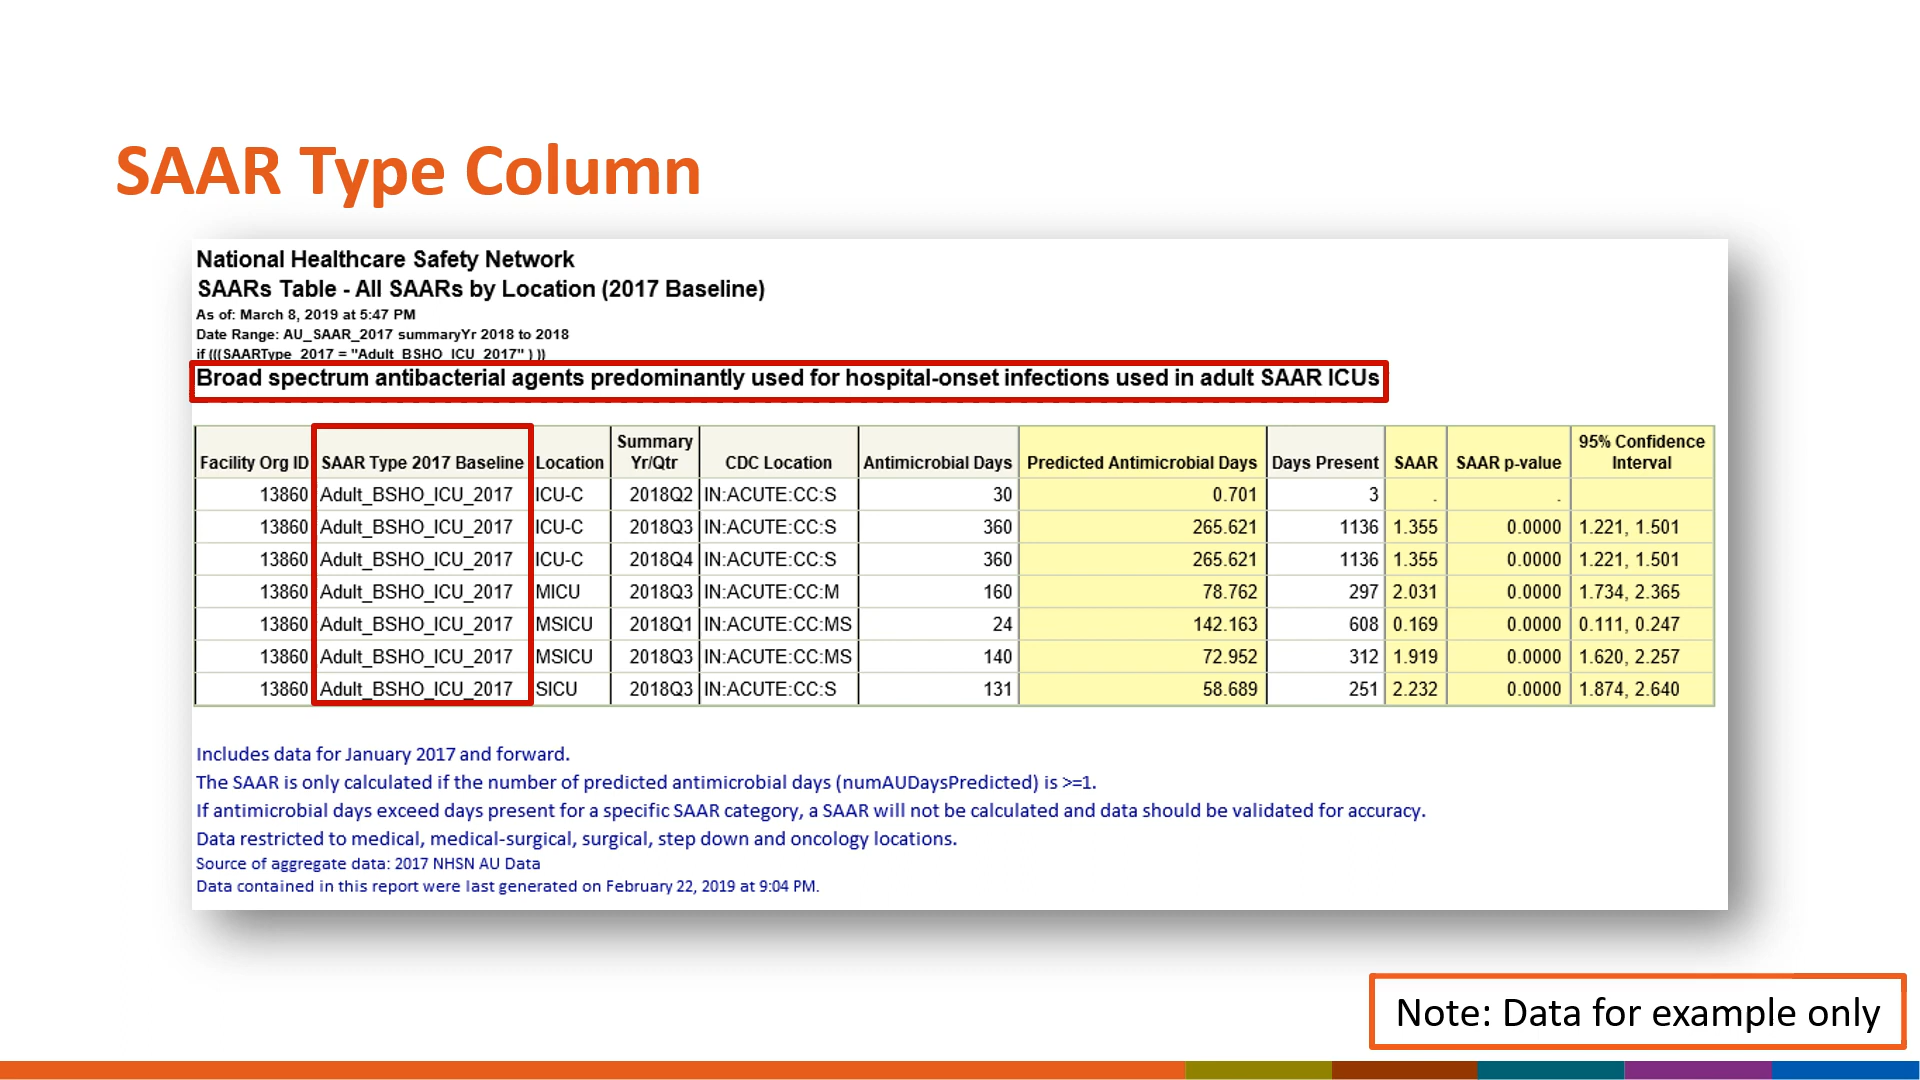 SAAR Type Column
National Healthcare Safety Network
SAARs Table - All SAARs by Location (2017 Baseline)
As of: March 8, 2019 at 5:47 PM
Date Range: AU_SAAR_2017 summaryYr 2018 to 2018
if (((SAARType_2017 = "Adult_BSHO_ICU_2017" ) ))
Broad spectrum antibacterial agents predominantly used for hospital-onset infections used in adult SAAR ICUs
Facility Org ID SAAR Type 2017 Baseline Location Summary Yr/Qtr CDC Location Antimicrobial Days Predicted Antimicrobial Days Days Present SAAR SAAR p-value 95% Confidence Interval
13860 Adult_BSHO_ICU_2017 ICU-C 2018Q2 IN:ACUTE:CC:S 30 0.701 3 . .
13860 Adult_BSHO_ICU_2017 ICU-C 2018Q3 IN:ACUTE:CC:S 360 265.621 1136 1.355 0.0000 1.221, 1.501
13860 Adult_BSHO_ICU_2017 ICU-C 2018Q4 IN:ACUTE:CC:S 360 265.621 1136 1.355 0.0000 1.221, 1.501
13860 Adult_BSHO_ICU_2017 MICU 2018Q3 IN:ACUTE:CC:M 160 78.762 297 2.031 0.0000 1.734, 2.365
13860 Adult_BSHO_ICU_2017 MSICU 2018Q1 IN:ACUTE:CC:MS 24 142.163 608 0.169 0.0000 0.111, 0.247
13860 Adult_BSHO_ICU_2017 MSICU 2018Q3 IN:ACUTE:CC:MS 140 72.952 312 1.919 0.0000 1.620, 2.257
13860 Adult_BSHO_ICU_2017 SICU 2018Q3 IN:ACUTE:CC:S 131 58.689 251 2.232 0.0000 1.874, 2.640
Includes data for January 2017 and forward.
The SAAR is only calculated if the number of predicted antimicrobial days (numAUDaysPredicted) is >=1.
If antimicrobial days exceed days present for a specific SAAR category, a SAAR will not be calculated and data should be validated for accuracy.
Data restricted to medical, medical-surgical, surgical, step down and oncology locations.
Source of aggregate data: 2017 NHSN AU Data
Data contained in this report were last generated on February 22, 2019 at 9:04 PM.
Note: Data for example only